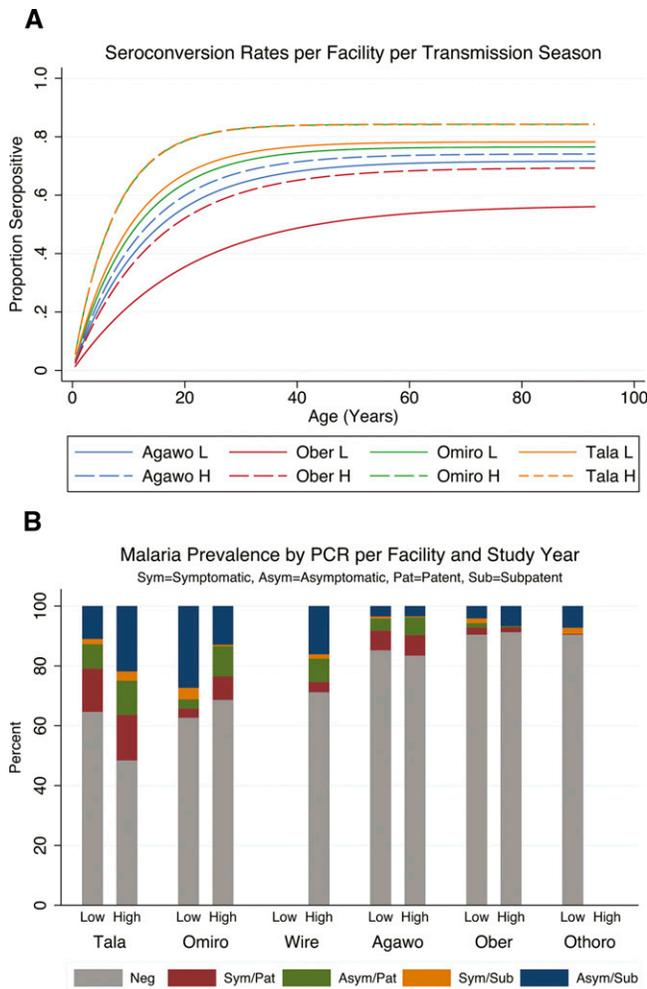 A
Seroconversion Rates per Facility per Transmission Season
Proportion Seropositive
1.0
.8
.6
.4
.2
0
0 20 40 60 80 100
Age (Years)
Agawo L Ober L Omiro L Tala L
Agawo H Ober H Omiro H Tala H
B
Malaria Prevalence by PCR per Facility and Study Year
Sym=Symptomatic, Asym=Asymptomatic, Pat=Patent, Sub=Subpatent
Percent
100
80
60
40
20
0
Low High Low High Low High Low High Low High Low High
Tala Omiro Wire Agawo Ober Othoro
Neg Sym/Pat Asym/Pat Sym/Sub Asym/Sub